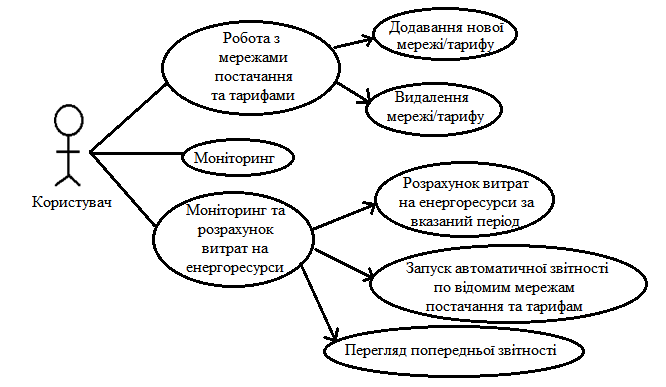 Робота з
мережами
постачання
та тарифами
Додавання нової
мережі/тарифу
Видалення
мережі/тарифу
Користувач
Моніторинг
Моніторинг та
розрахунок
витрат на
енергоресурси
Розрахунок витрат
на енергоресурси за
вказаний період
Запуск автоматичної звітності
по відомим мережам
постачання та тарифам
Перегляд попередньої звітності